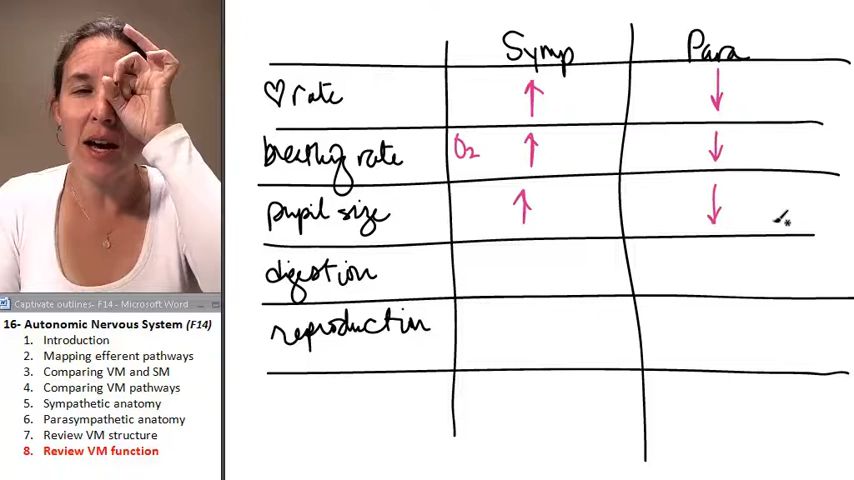 Symp Para
♡ rate ↑ ↓
breathing rate O₂ ↑ ↓
pupil size ↑ ↓
digestion
reproduction
Captivate outlines- F14 - Microsoft Word
16- Autonomic Nervous System (F14)
1. Introduction
2. Mapping efferent pathways
3. Comparing VM and SM
4. Comparing VM pathways
5. Sympathetic anatomy
6. Parasympathetic anatomy
7. Review VM structure
8. Review VM function